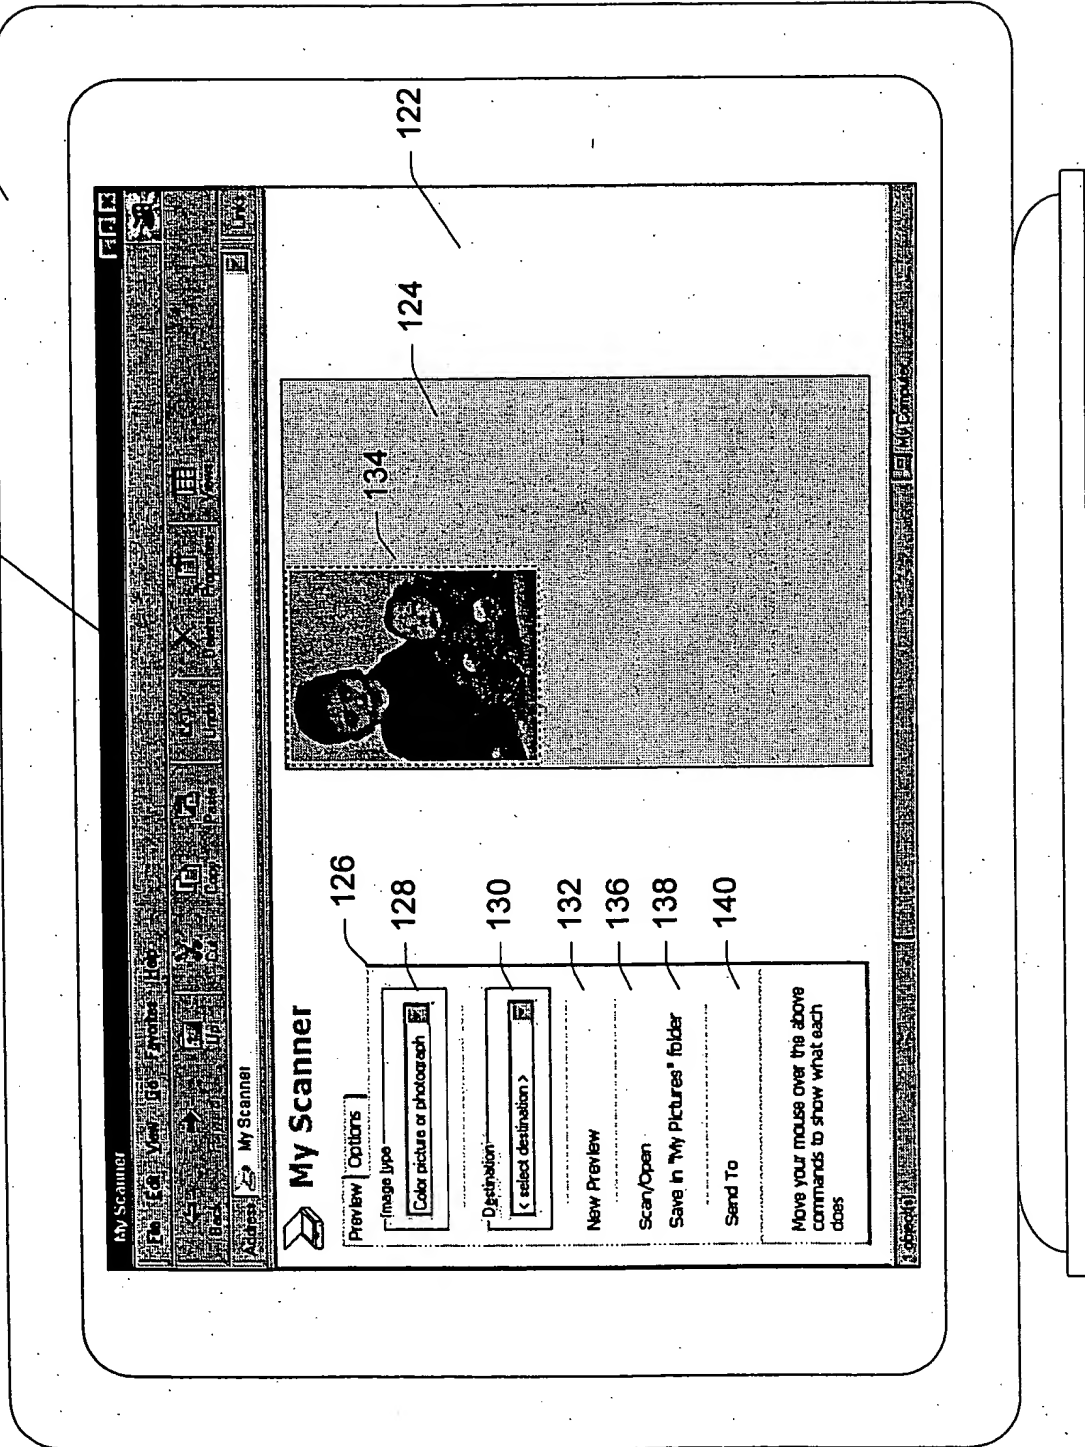 My Scanner
File Edit View Go Favorites Help
Back Up Cut Copy Paste Undo Delete Properties Views
Address My Scanner Links
My Scanner
Preview Options
Image type
Color picture or photograph
Destination
< select destination >
New Preview
Scan/Open
Save in "My Pictures" folder
Send To
Move your mouse over the above
commands to show what each
does
126
128
130
132
136
138
140
134
124
122
1 object(s) My Computer